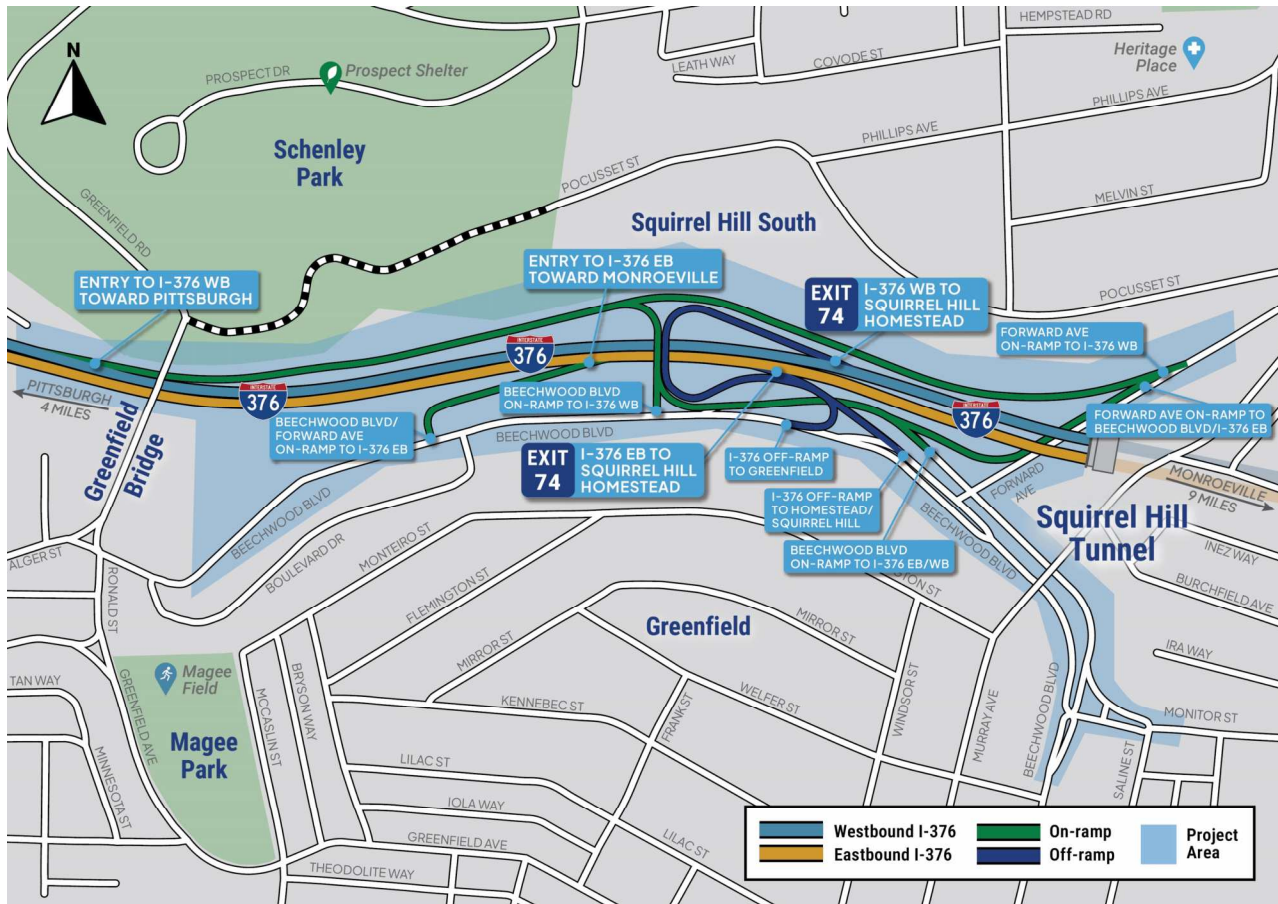 HEMPSTEAD RD
N
LEATH WAY
COVODE ST
Heritage
Place
PROSPECT DR
Prospect Shelter
PHILLIPS AVE
PHILLIPS AVE
Schenley
Park
POCUSSET ST
MELVIN ST
GREENFIELD RD
Squirrel Hill South
ENTRY TO I-376 WB
TOWARD PITTSBURGH
ENTRY TO I-376 EB
TOWARD MONROEVILLE
EXIT
74
I-376 WB TO
SQUIRREL HILL
HOMESTEAD
POCUSSET ST
FORWARD AVE
ON-RAMP TO I-376 WB
INTERSTATE
376
PITTSBURGH
4 MILES
INTERSTATE
376
BEECHWOOD BLVD
ON-RAMP TO I-376 WB
INTERSTATE
376
FORWARD AVE ON-RAMP TO
BEECHWOOD BLVD/I-376 EB
BEECHWOOD BLVD/
FORWARD AVE
ON-RAMP TO I-376 EB
BEECHWOOD BLVD
EXIT
74
I-376 EB TO
SQUIRREL HILL
HOMESTEAD
I-376 OFF-RAMP
TO GREENFIELD
Greenfield
Bridge
FORWARD
AVE
MONROEVILLE
9 MILES
I-376 OFF-RAMP
TO HOMESTEAD/
SQUIRREL HILL
BEECHWOOD BLVD
ON-RAMP TO I-376 EB/WB
BEECHWOOD BLVD
Squirrel Hill
Tunnel
BEECHWOOD BLVD
BOULEVARD DR
MONTEIRO ST
ALGER ST
RONALD ST
FLEMINGTON ST
GTON ST
INEZ WAY
BURCHFIELD AVE
MIRROR ST
Greenfield
MIRROR ST
IRA WAY
Magee
Field
TAN WAY
GREENFIELD AVE
MCCASLIN ST
BRYSON WAY
KENNEBEC ST
FRANK ST
WELFER ST
WINDSOR ST
MURRAY AVE
BEECHWOOD BLVD
MONITOR ST
SALINE ST
Magee
Park
MINNESOTA ST
LILAC ST
IOLA WAY
GREENFIELD AVE
LILAC ST
THEODOLITE WAY
Westbound I-376
Eastbound I-376
On-ramp
Off-ramp
Project
Area